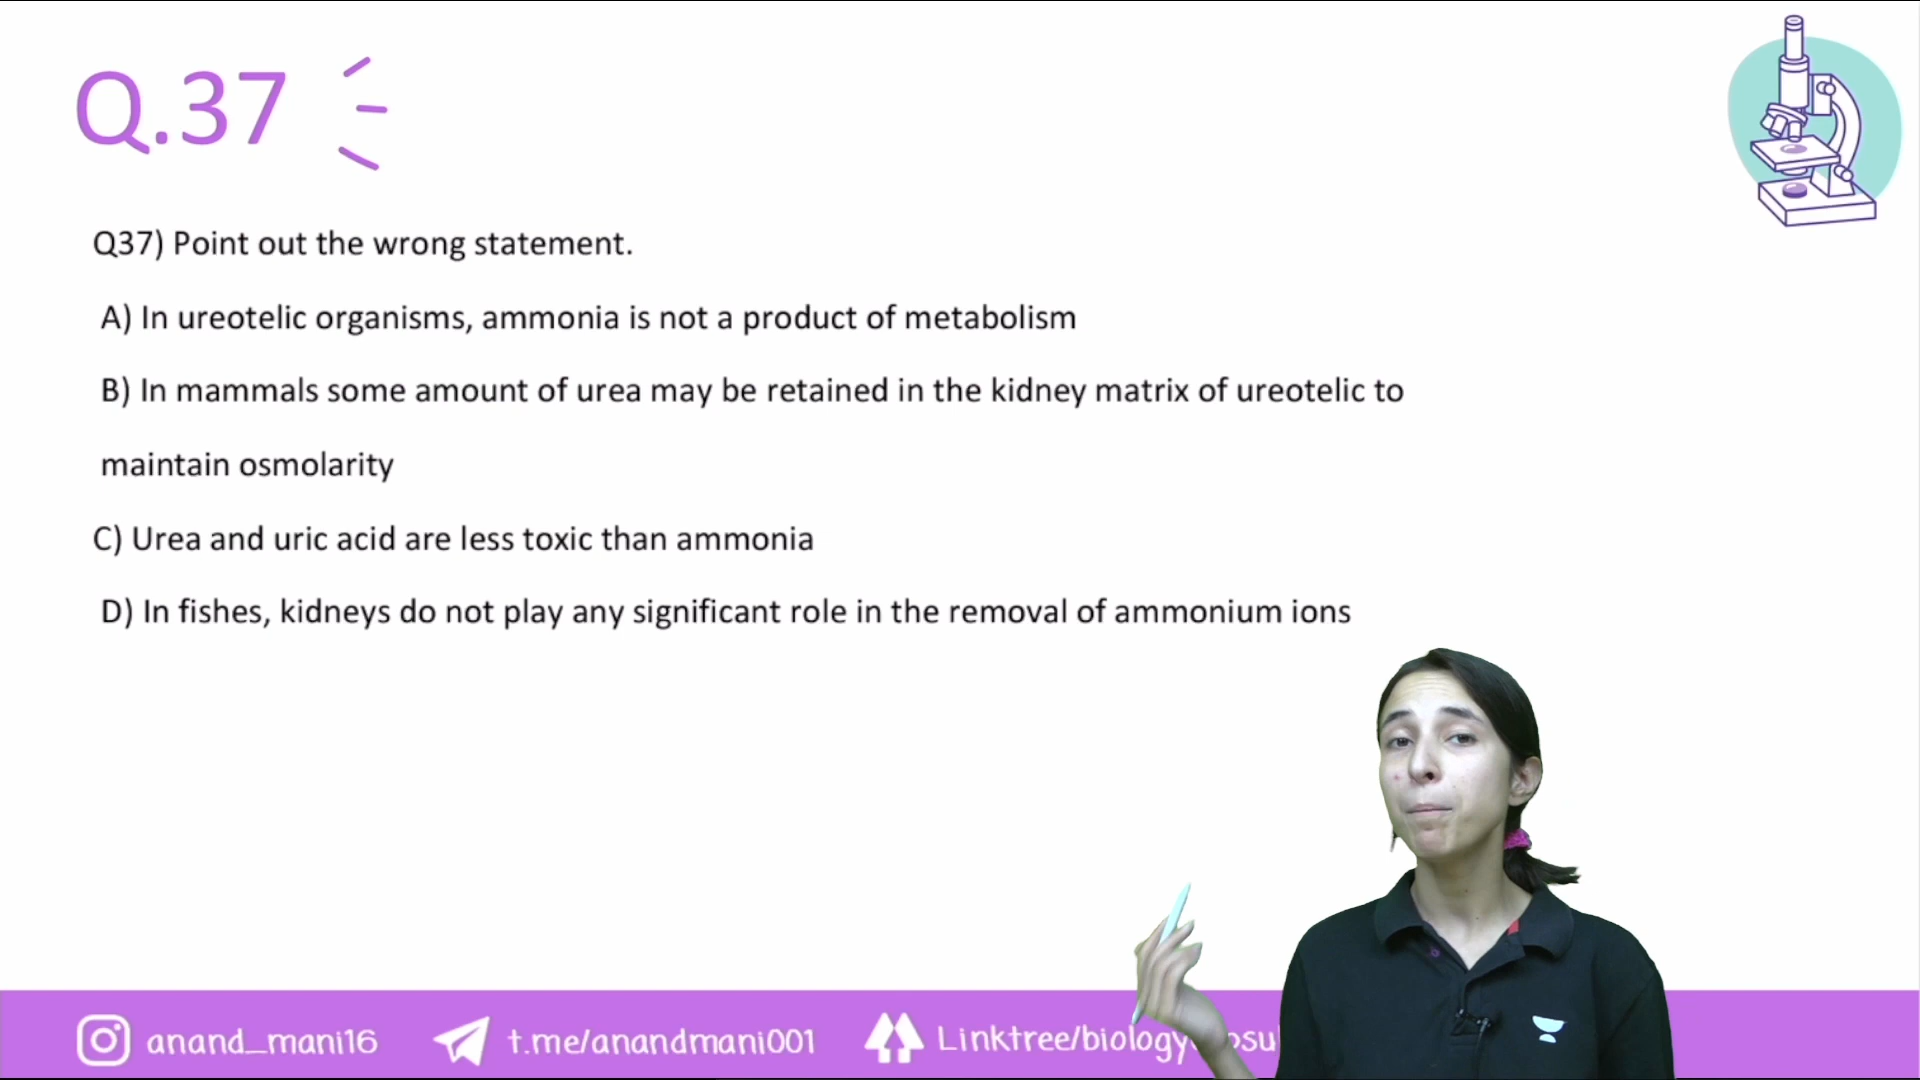 Q.37
Q37) Point out the wrong statement.
A) In ureotelic organisms, ammonia is not a product of metabolism
B) In mammals some amount of urea may be retained in the kidney matrix of ureotelic to
maintain osmolarity
C) Urea and uric acid are less toxic than ammonia
D) In fishes, kidneys do not play any significant role in the removal of ammonium ions
anand_mani16 t.me/anandmani001